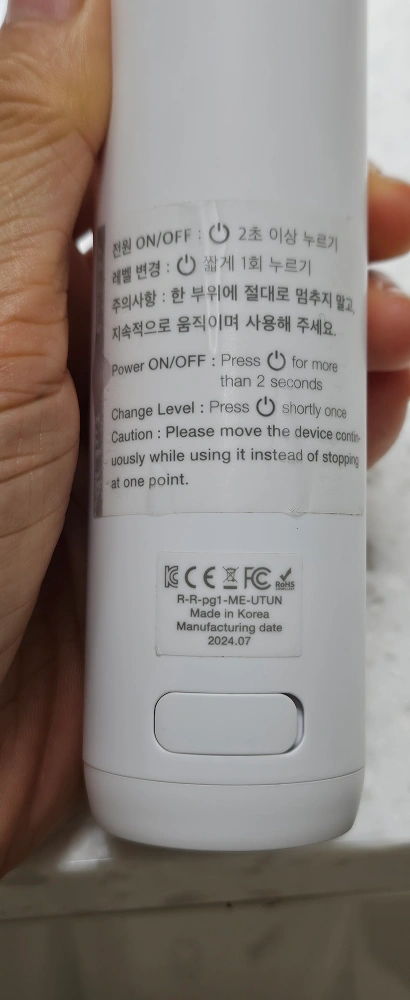 전원 ON/OFF : ⏻ 2초 이상 누르기
레벨 변경 : ⏻ 짧게 1회 누르기
주의사항 : 한 부위에 절대로 멈추지 말고,
지속적으로 움직이며 사용해 주세요.
Power ON/OFF : Press ⏻ for more
than 2 seconds
Change Level : Press ⏻ shortly once
Caution : Please move the device contin-
uously while using it instead of stopping
at one point.
KC CE FC RoHS
R-R-pg1-ME-UTUN
Made in Korea
Manufacturing date
2024.07